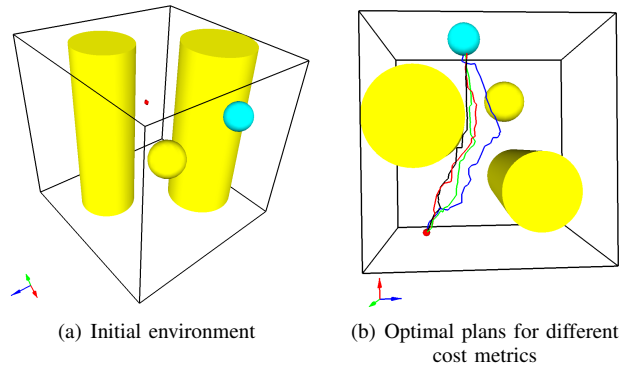 (a) Initial environment
(b) Optimal plans for different
cost metrics